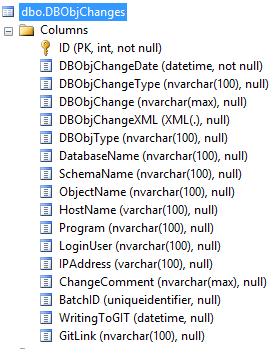 dbo.DBObjChanges
Columns
ID (PK, int, not null)
DBObjChangeDate (datetime, not null)
DBObjChangeType (nvarchar(100), null)
DBObjChange (nvarchar(max), null)
DBObjChangeXML (XML(.), null)
DBObjType (nvarchar(100), null)
DatabaseName (nvarchar(100), null)
SchemaName (nvarchar(100), null)
ObjectName (nvarchar(100), null)
HostName (varchar(100), null)
Program (nvarchar(100), null)
LoginUser (nvarchar(100), null)
IPAddress (varchar(100), null)
ChangeComment (nvarchar(max), null)
BatchID (uniqueidentifier, null)
WritingToGIT (datetime, null)
GitLink (nvarchar(100), null)